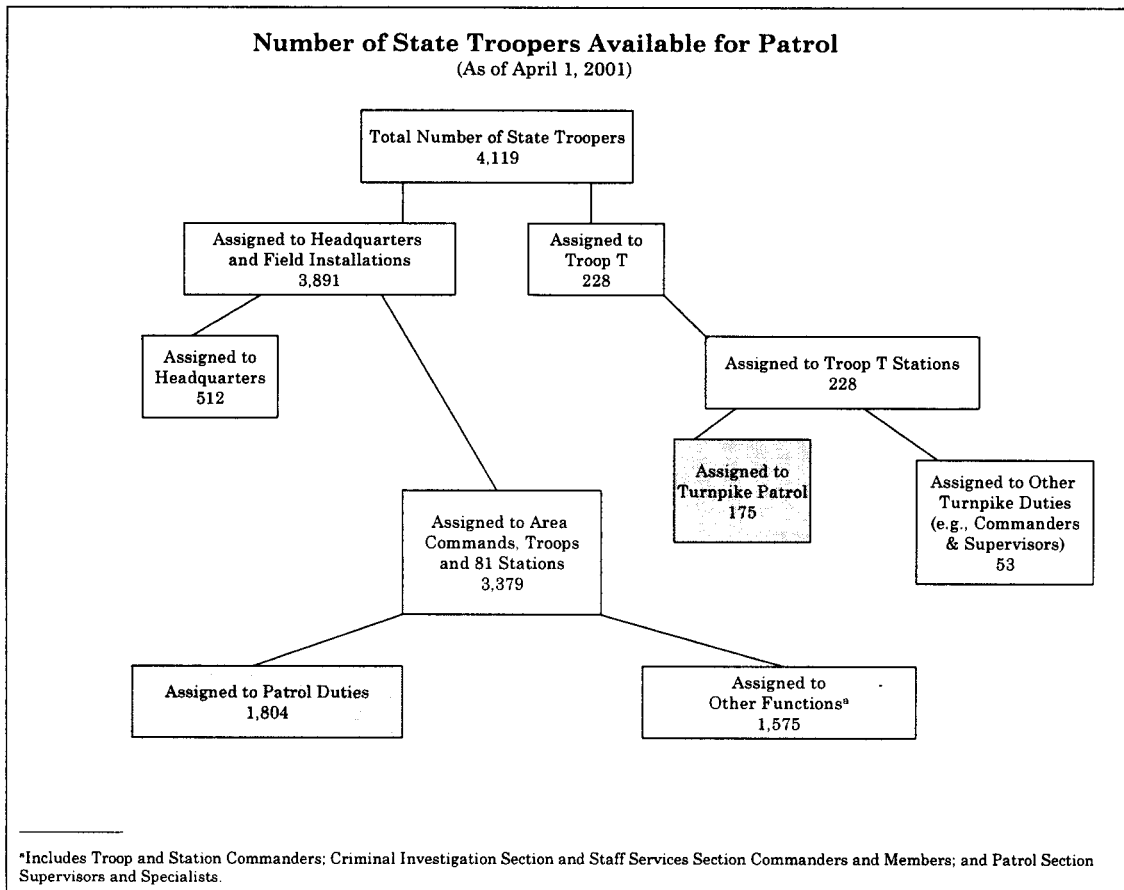 Number of State Troopers Available for Patrol
(As of April 1, 2001)
Total Number of State Troopers
4,119
Assigned to Headquarters
and Field Installations
3,891
Assigned to
Troop T
228
Assigned to
Headquarters
512
Assigned to Troop T Stations
228
Assigned to
Turnpike Patrol
175
Assigned to Other
Turnpike Duties
(e.g., Commanders
& Supervisors)
53
Assigned to Area
Commands, Troops
and 81 Stations
3,379
Assigned to Patrol Duties
1,804
Assigned to
Other Functionsª
1,575
ªIncludes Troop and Station Commanders; Criminal Investigation Section and Staff Services Section Commanders and Members; and Patrol Section
Supervisors and Specialists.